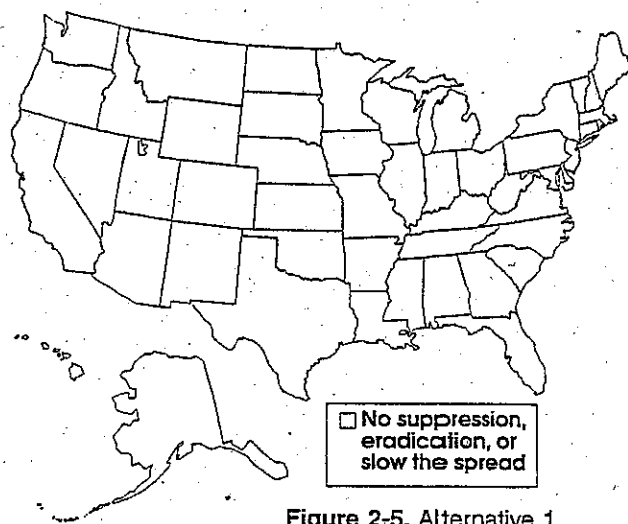 No suppression,
eradication, or
slow the spread
Figure 2-5. Alternative 1